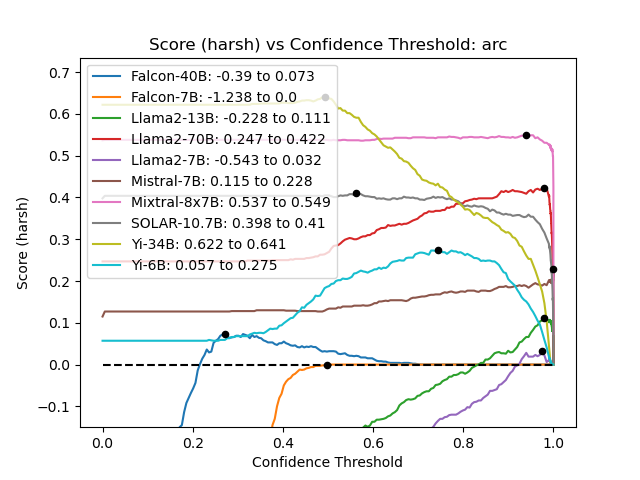 Score (harsh) vs Confidence Threshold: arc
Falcon-40B: -0.39 to 0.073
Falcon-7B: -1.238 to 0.0
Llama2-13B: -0.228 to 0.111
Llama2-70B: 0.247 to 0.422
Llama2-7B: -0.543 to 0.032
Mistral-7B: 0.115 to 0.228
Mixtral-8x7B: 0.537 to 0.549
SOLAR-10.7B: 0.398 to 0.41
Yi-34B: 0.622 to 0.641
Yi-6B: 0.057 to 0.275
Score (harsh)
0.7
0.6
0.5
0.4
0.3
0.2
0.1
0.0
−0.1
0.0 0.2 0.4 0.6 0.8 1.0
Confidence Threshold